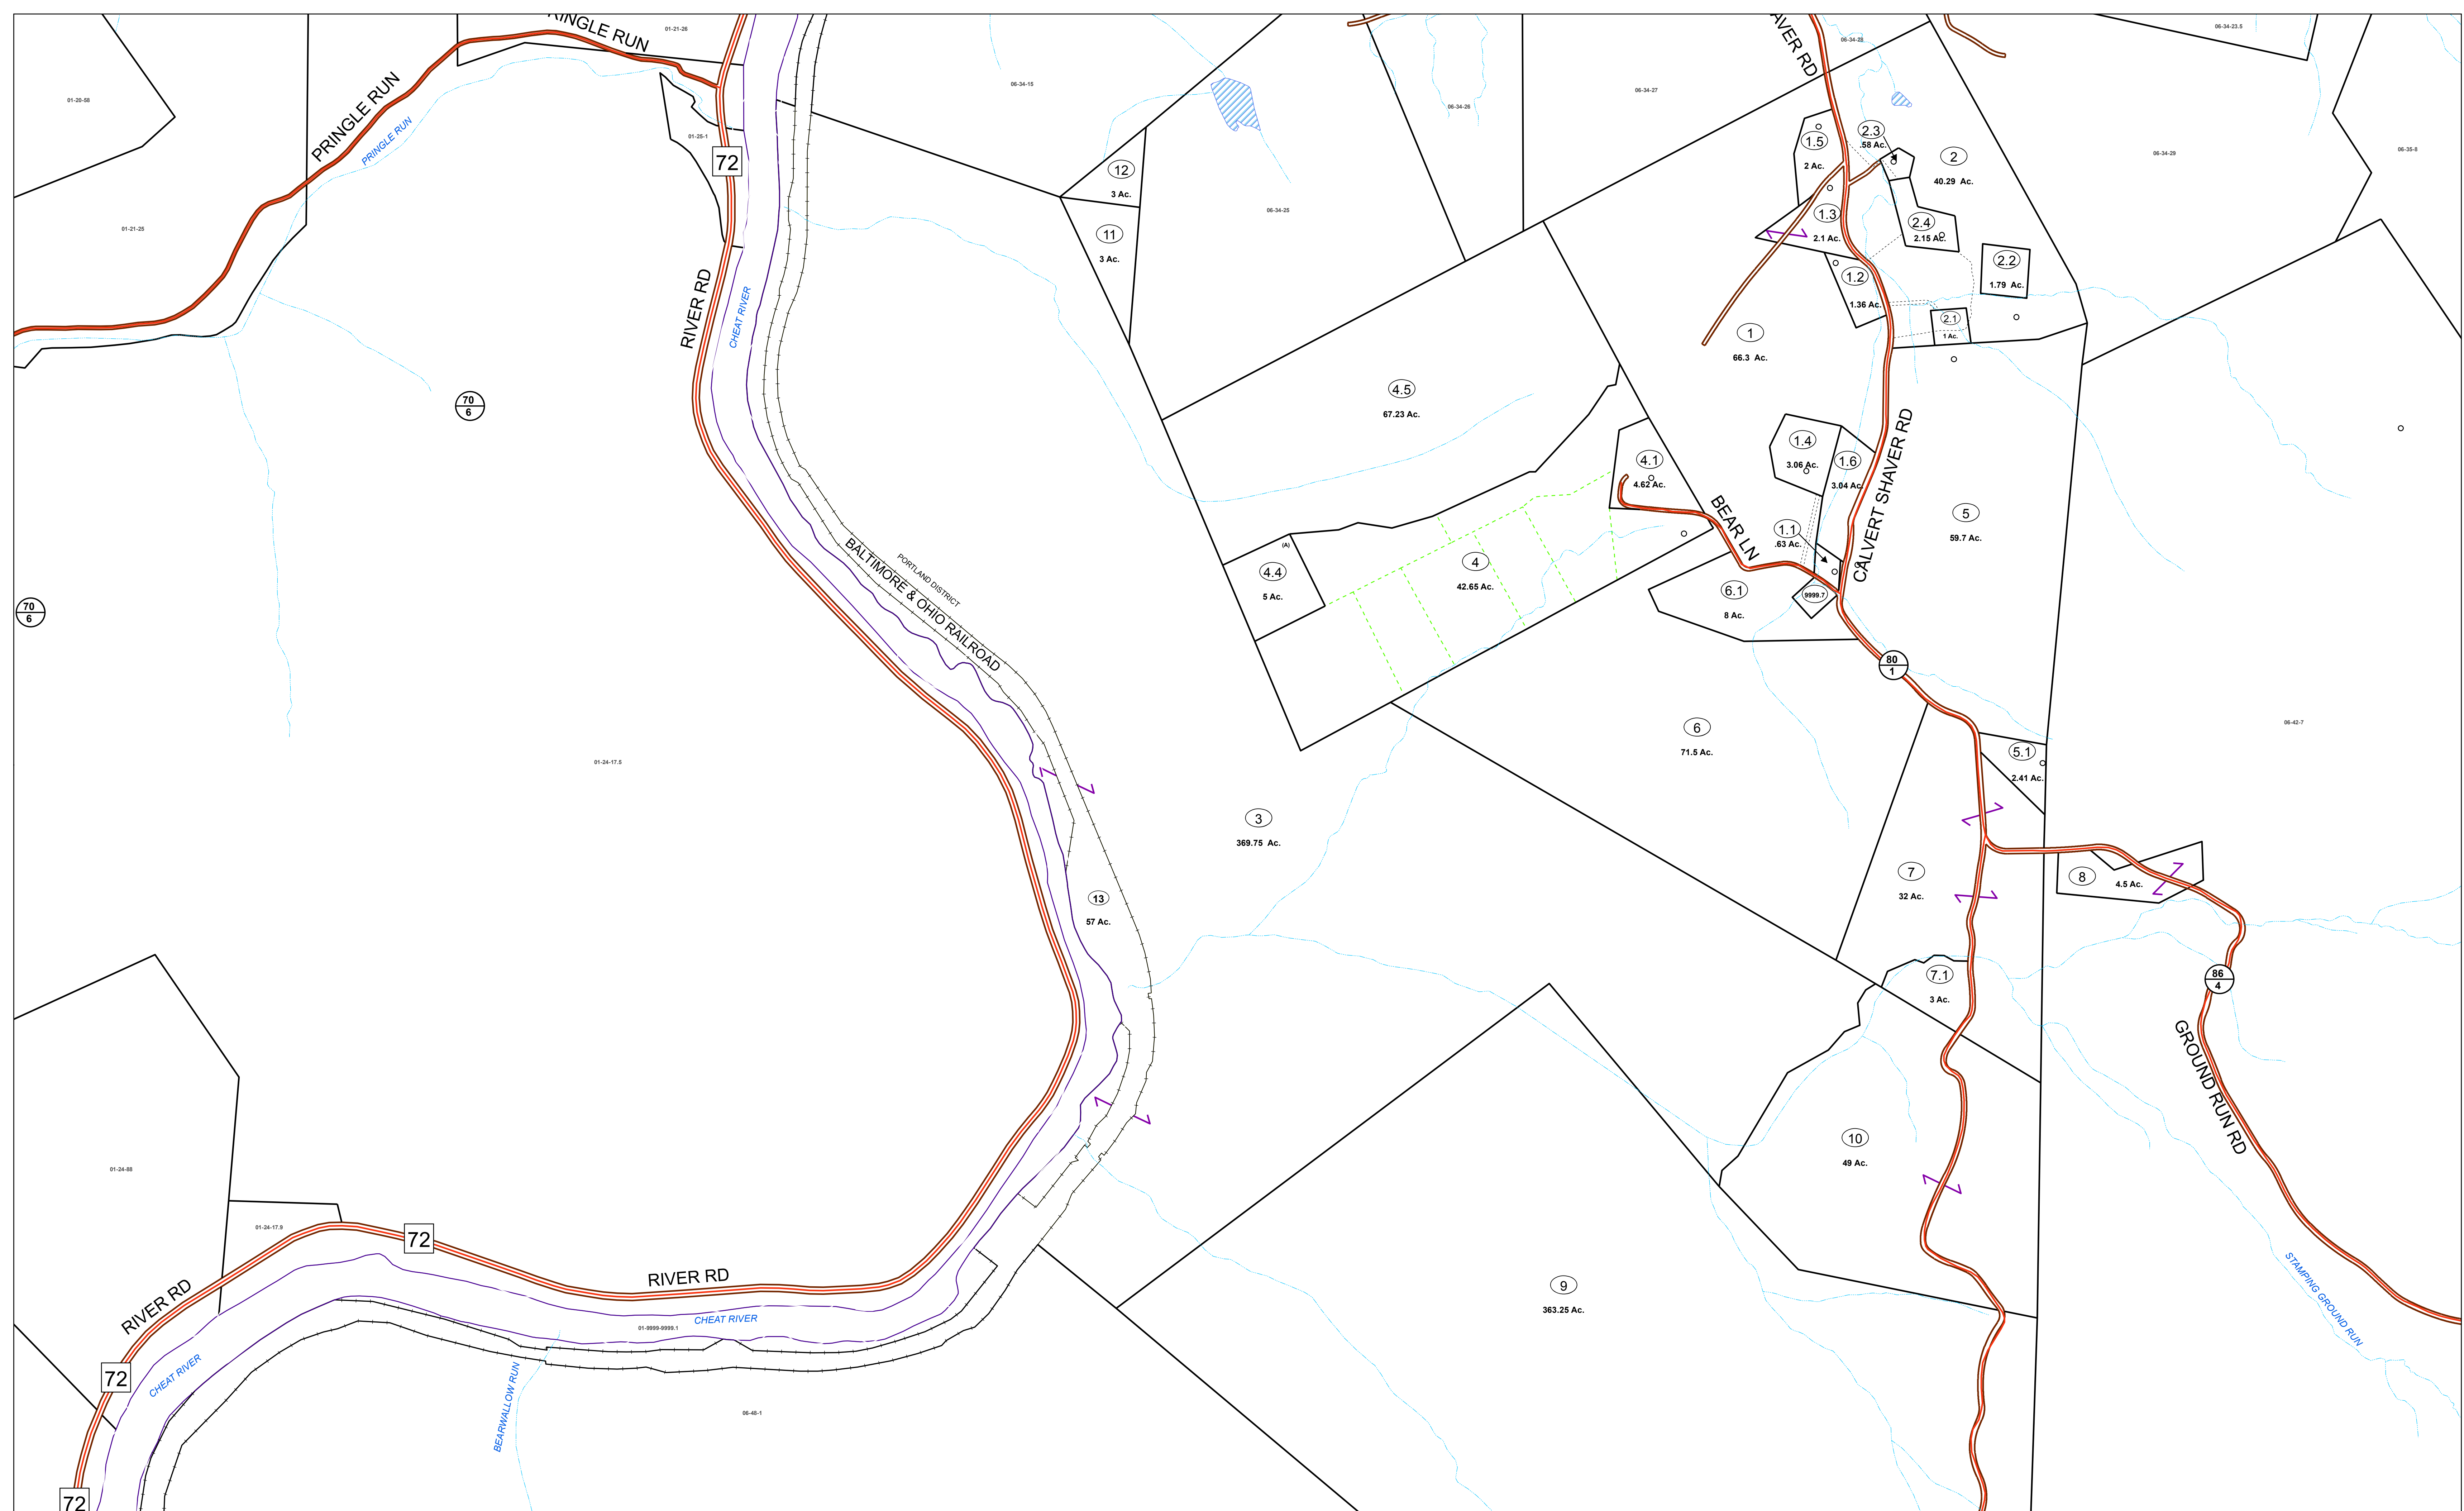 RINGLE RUN
01-21-26
01-20-58
PRINGLE RUN
PRINGLE RUN
01-25-1
72
01-21-25
RIVER RD
CHEAT RIVER
70
6
70
6
01-24-17.5
BALTIMORE & OHIO RAILROAD
PORTLAND DISTRICT
06-34-15
12
3 Ac.
11
3 Ac.
06-34-25
06-34-26
06-34-27
AVER RD
06-34-28
06-34-23.5
06-34-29
06-35-8
1.5
2 Ac.
2.3
.58 Ac.
2
40.29 Ac.
1.3
2.1 Ac.
2.4
2.15 Ac.
2.2
1.79 Ac.
1.2
1.36 Ac.
2.1
1 Ac.
1
66.3 Ac.
4.5
67.23 Ac.
4.1
4.62 Ac.
1.4
3.06 Ac.
1.6
3.04 Ac.
CALVERT SHAVER RD
BEAR LN
1.1
.63 Ac.
5
59.7 Ac.
(A)
4.4
5 Ac.
4
42.65 Ac.
6.1
8 Ac.
9999.7
80
1
6
71.5 Ac.
5.1
2.41 Ac.
06-42-7
3
369.75 Ac.
13
57 Ac.
7
32 Ac.
8
4.5 Ac.
7.1
3 Ac.
86
4
GROUND RUN RD
10
49 Ac.
STAMPING GROUND RUN
9
363.25 Ac.
01-24-88
01-24-17.9
72
RIVER RD
RIVER RD
CHEAT RIVER
01-9999-9999.1
72
CHEAT RIVER
BEARWALLOW RUN
06-48-1
72